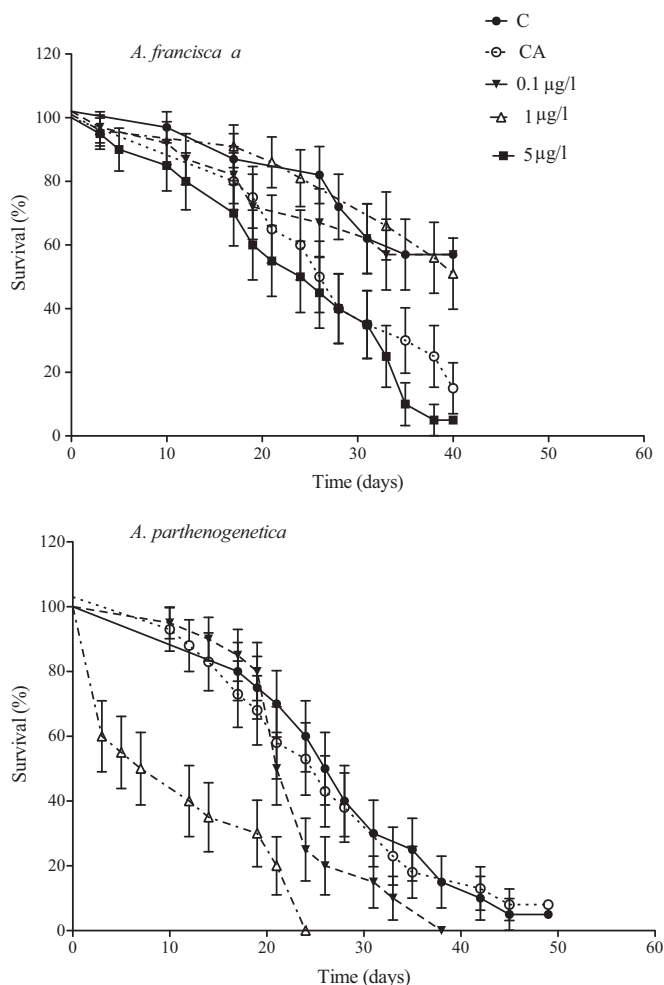 C
CA
0.1 µg/l
1 µg/l
5 µg/l
A. francisca a
120
100
80
60
40
20
0
Survival (%)
0 10 20 30 40 50 60
Time (days)
A. parthenogenetica
120
100
80
60
40
20
0
Survival (%)
0 10 20 30 40 50 60
Time (days)